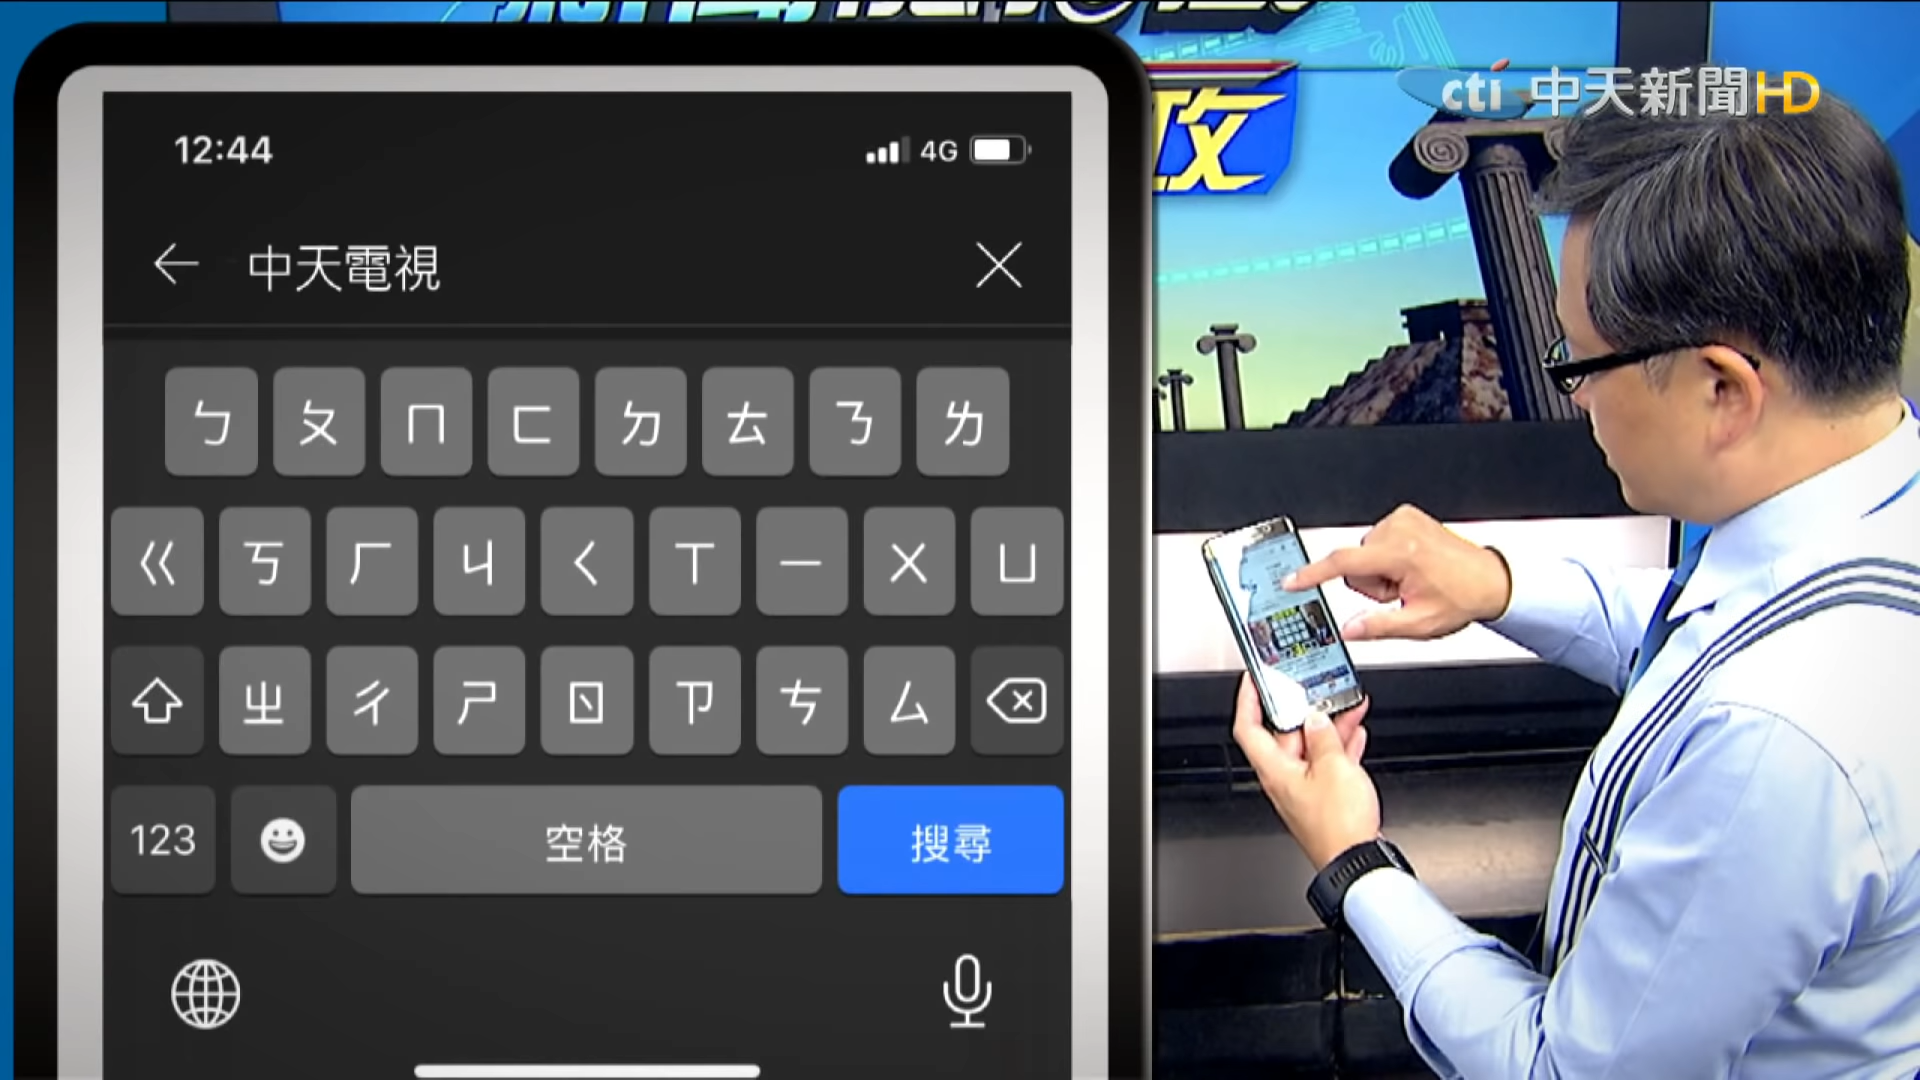 cti 中天新聞HD
12:44 4G
中天電視
ㄅ ㄆ ㄇ ㄈ ㄉ ㄊ ㄋ ㄌ
ㄍ ㄎ ㄏ ㄐ ㄑ ㄒ ㄧ ㄨ ㄩ
ㄓ ㄔ ㄕ ㄖ ㄗ ㄘ ㄙ
123 空格 搜尋